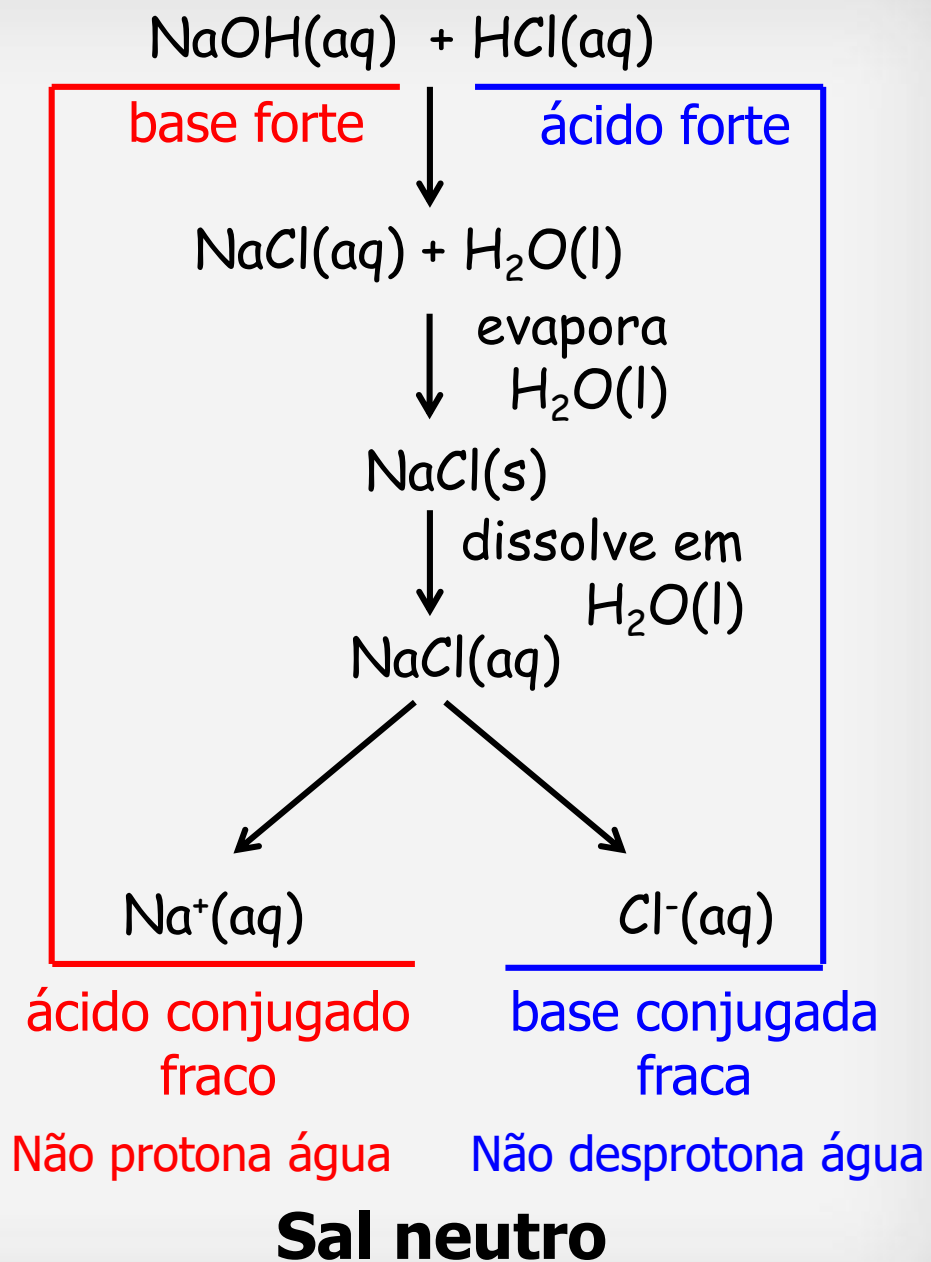 NaOH(aq) + HCl(aq)
base forte
ácido forte
NaCl(aq) + H₂O(l)
evapora
H₂O(l)
NaCl(s)
dissolve em
H₂O(l)
NaCl(aq)
Na⁺(aq)
Cl⁻(aq)
ácido conjugado
fraco
base conjugada
fraca
Não protona água
Não desprotona água
Sal neutro